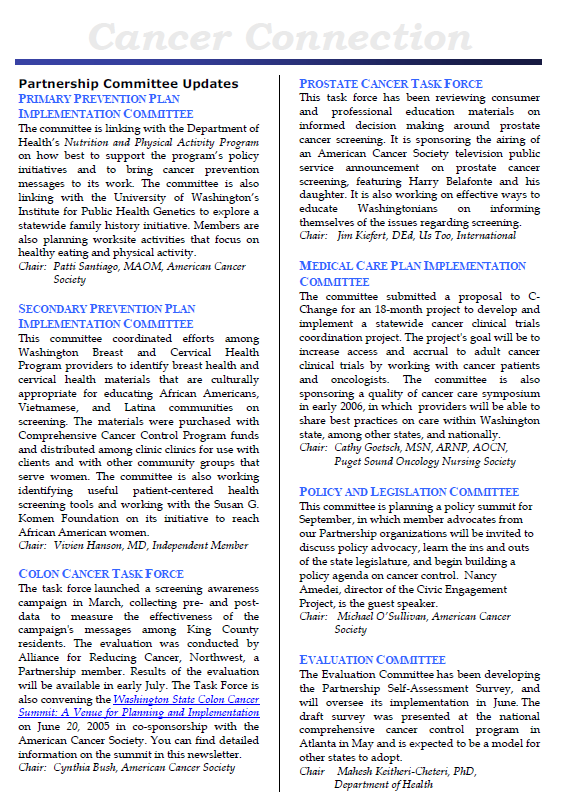 Cancer Connection
Partnership Committee Updates
PRIMARY PREVENTION PLAN
IMPLEMENTATION COMMITTEE
The committee is linking with the Department of
Health's Nutrition and Physical Activity Program
on how best to support the program's policy
initiatives and to bring cancer prevention
messages to its work. The committee is also
linking with the University of Washington's
Institute for Public Health Genetics to explore a
statewide family history initiative. Members are
also planning worksite activities that focus on
healthy eating and physical activity.
Chair: Patti Santiago, MAOM, American Cancer
Society
SECONDARY PREVENTION PLAN
IMPLEMENTATION COMMITTEE
This committee coordinated efforts among
Washington Breast and Cervical Health
Program providers to identify breast health and
cervical health materials that are culturally
appropriate for educating African Americans,
Vietnamese, and Latina communities on
screening. The materials were purchased with
Comprehensive Cancer Control Program funds
and distributed among clinic clinics for use with
clients and with other community groups that
serve women. The committee is also working
identifying useful patient-centered health
screening tools and working with the Susan G.
Komen Foundation on its initiative to reach
African American women.
Chair: Vivien Hanson, MD, Independent Member
COLON CANCER TASK FORCE
The task force launched a screening awareness
campaign in March, collecting pre- and post-
data to measure the effectiveness of the
campaign's messages among King County
residents. The evaluation was conducted by
Alliance for Reducing Cancer, Northwest, a
Partnership member. Results of the evaluation
will be available in early July. The Task Force is
also convening the Washington State Colon Cancer
Summit: A Venue for Planning and Implementation
on June 20, 2005 in co-sponsorship with the
American Cancer Society. You can find detailed
information on the summit in this newsletter.
Chair: Cynthia Bush, American Cancer Society
PROSTATE CANCER TASK FORCE
This task force has been reviewing consumer
and professional education materials on
informed decision making around prostate
cancer screening. It is sponsoring the airing of
an American Cancer Society television public
service announcement on prostate cancer
screening, featuring Harry Belafonte and his
daughter. It is also working on effective ways to
educate Washingtonians on informing
themselves of the issues regarding screening.
Chair: Jim Kiefert, DEd, Us Too, International
MEDICAL CARE PLAN IMPLEMENTATION
COMMITTEE
The committee submitted a proposal to C-
Change for an 18-month project to develop and
implement a statewide cancer clinical trials
coordination project. The project's goal will be to
increase access and accrual to adult cancer
clinical trials by working with cancer patients
and oncologists. The committee is also
sponsoring a quality of cancer care symposium
in early 2006, in which providers will be able to
share best practices on care within Washington
state, among other states, and nationally.
Chair: Cathy Goetsch, MSN, ARNP, AOCN,
Puget Sound Oncology Nursing Society
POLICY AND LEGISLATION COMMITTEE
This committee is planning a policy summit for
September, in which member advocates from
our Partnership organizations will be invited to
discuss policy advocacy, learn the ins and outs
of the state legislature, and begin building a
policy agenda on cancer control. Nancy
Amedei, director of the Civic Engagement
Project, is the guest speaker.
Chair: Michael O'Sullivan, American Cancer
Society
EVALUATION COMMITTEE
The Evaluation Committee has been developing
the Partnership Self-Assessment Survey, and
will oversee its implementation in June. The
draft survey was presented at the national
comprehensive cancer control program in
Atlanta in May and is expected to be a model for
other states to adopt.
Chair Mahesh Keitheri-Cheteri, PhD,
Department of Health